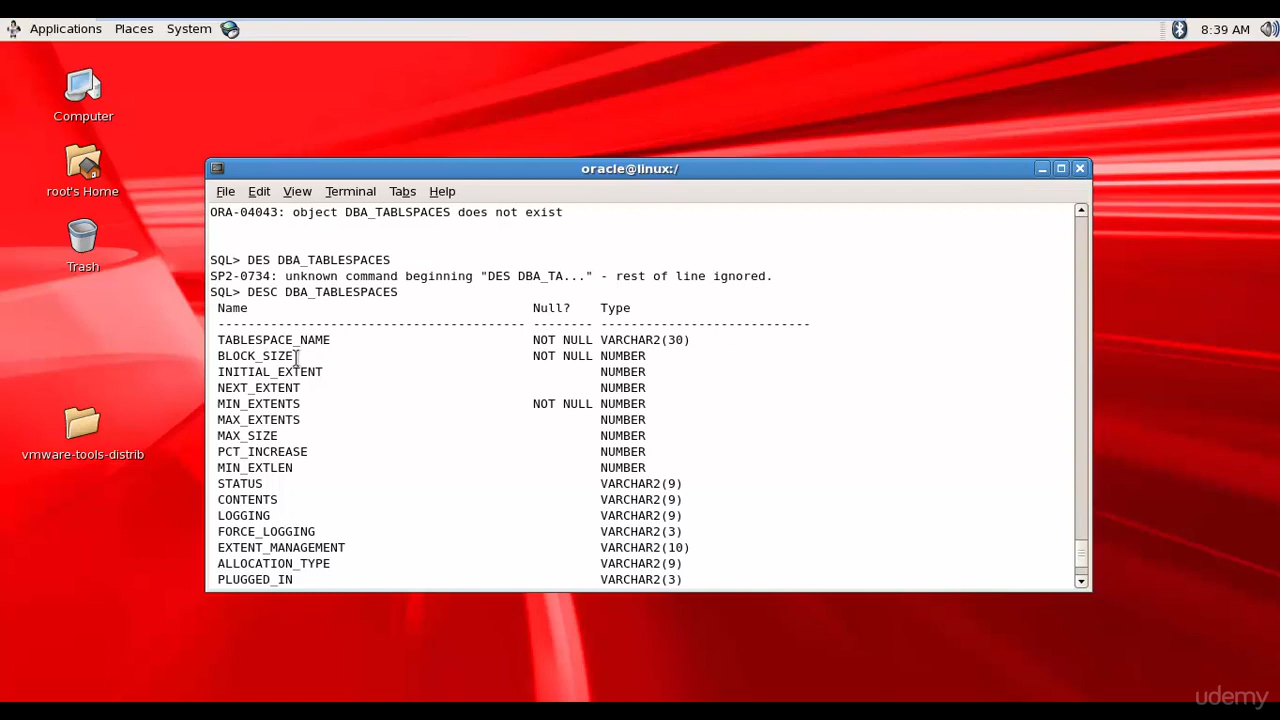 Applications Places System 8:39 AM
Computer
root's Home
Trash
vmware-tools-distrib
oracle@linux:/
File Edit View Terminal Tabs Help
ORA-04043: object DBA_TABLSPACES does not exist
SQL> DES DBA_TABLESPACES
SP2-0734: unknown command beginning "DES DBA_TA..." - rest of line ignored.
SQL> DESC DBA_TABLESPACES
Name Null? Type
----------------------------------------- -------- ----------------------------
TABLESPACE_NAME NOT NULL VARCHAR2(30)
BLOCK_SIZE NOT NULL NUMBER
INITIAL_EXTENT NUMBER
NEXT_EXTENT NUMBER
MIN_EXTENTS NOT NULL NUMBER
MAX_EXTENTS NUMBER
MAX_SIZE NUMBER
PCT_INCREASE NUMBER
MIN_EXTLEN NUMBER
STATUS VARCHAR2(9)
CONTENTS VARCHAR2(9)
LOGGING VARCHAR2(9)
FORCE_LOGGING VARCHAR2(3)
EXTENT_MANAGEMENT VARCHAR2(10)
ALLOCATION_TYPE VARCHAR2(9)
PLUGGED_IN VARCHAR2(3)
udemy